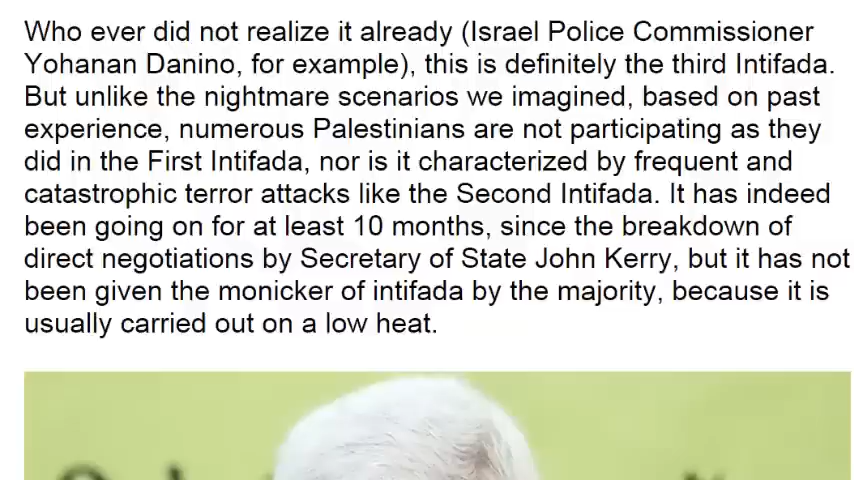 Who ever did not realize it already (Israel Police Commissioner
Yohanan Danino, for example), this is definitely the third Intifada.
But unlike the nightmare scenarios we imagined, based on past
experience, numerous Palestinians are not participating as they
did in the First Intifada, nor is it characterized by frequent and
catastrophic terror attacks like the Second Intifada. It has indeed
been going on for at least 10 months, since the breakdown of
direct negotiations by Secretary of State John Kerry, but it has not
been given the monicker of intifada by the majority, because it is
usually carried out on a low heat.